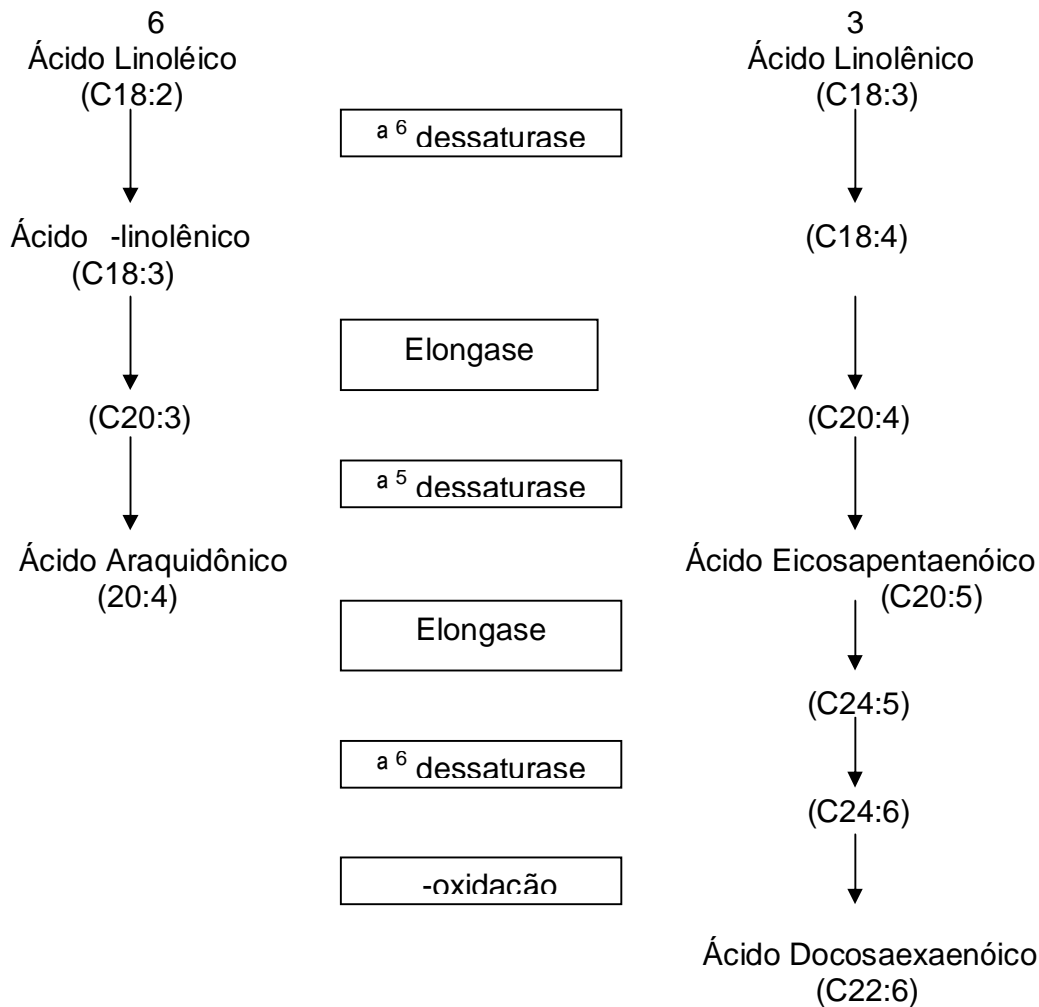 6
3
Ácido Linoléico
Ácido Linolênico
(C18:2)
(C18:3)
a 6 dessaturase
Ácido -linolênico
(C18:3)
(C18:4)
Elongase
(C20:3)
(C20:4)
a 5 dessaturase
Ácido Araquidônico
(20:4)
Ácido Eicosapentaenóico
(C20:5)
Elongase
(C24:5)
a 6 dessaturase
(C24:6)
-oxidação
Ácido Docosaexaenóico
(C22:6)